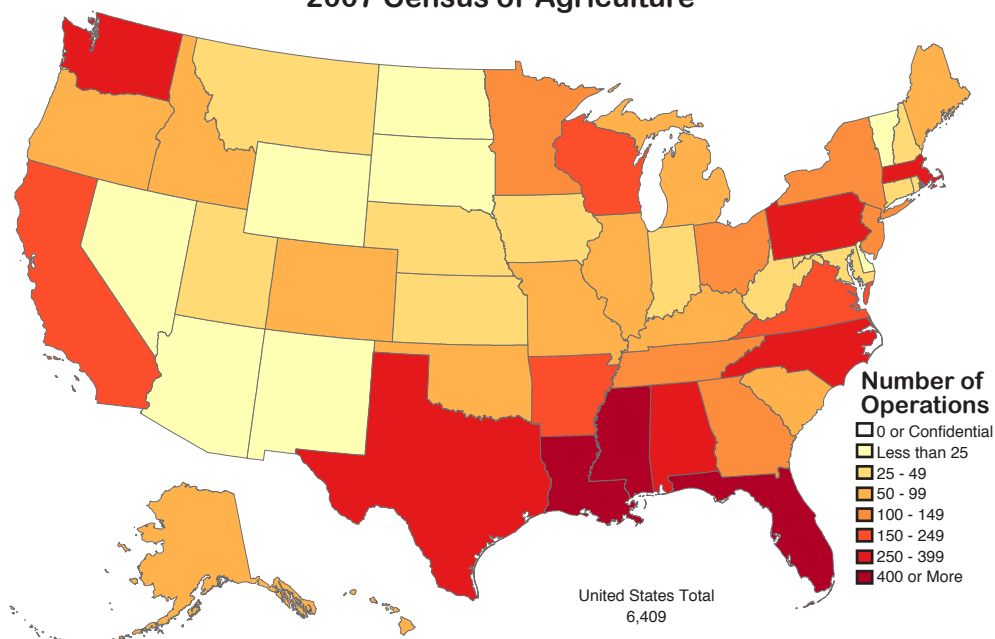 2007 Census of Agriculture
Number of
Operations
0 or Confidential
Less than 25
25 - 49
50 - 99
100 - 149
150 - 249
250 - 399
400 or More
United States Total
6,409